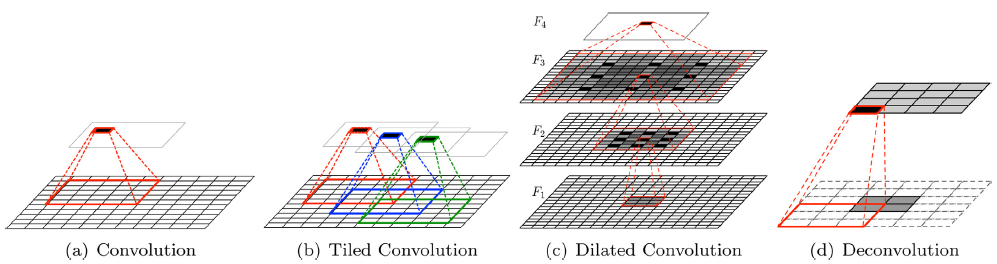 F4
F3
F2
F1
(a) Convolution
(b) Tiled Convolution
(c) Dilated Convolution
(d) Deconvolution